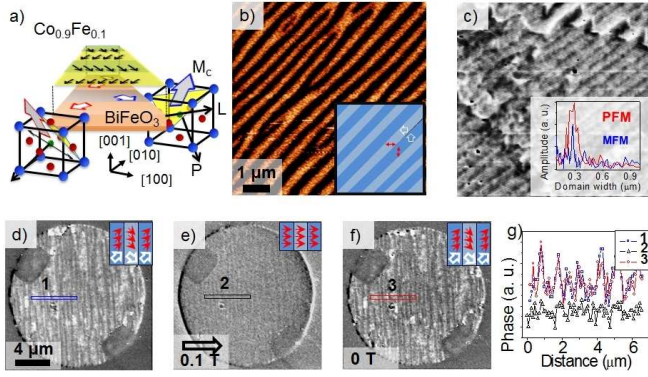 a)
Co0.9Fe0.1
Mc
L
BiFeO3
[001]
[010]
[100]
P
b)
1 μm
c)
PFM
MFM
Amplitude (a. u.)
0 0.3 0.6 0.9
Domain width (μm)
d)
1
4 μm
e)
2
0.1 T
f)
3
0 T
g)
1
2
3
Phase (a. u.)
0 2 4 6
Distance (μm)